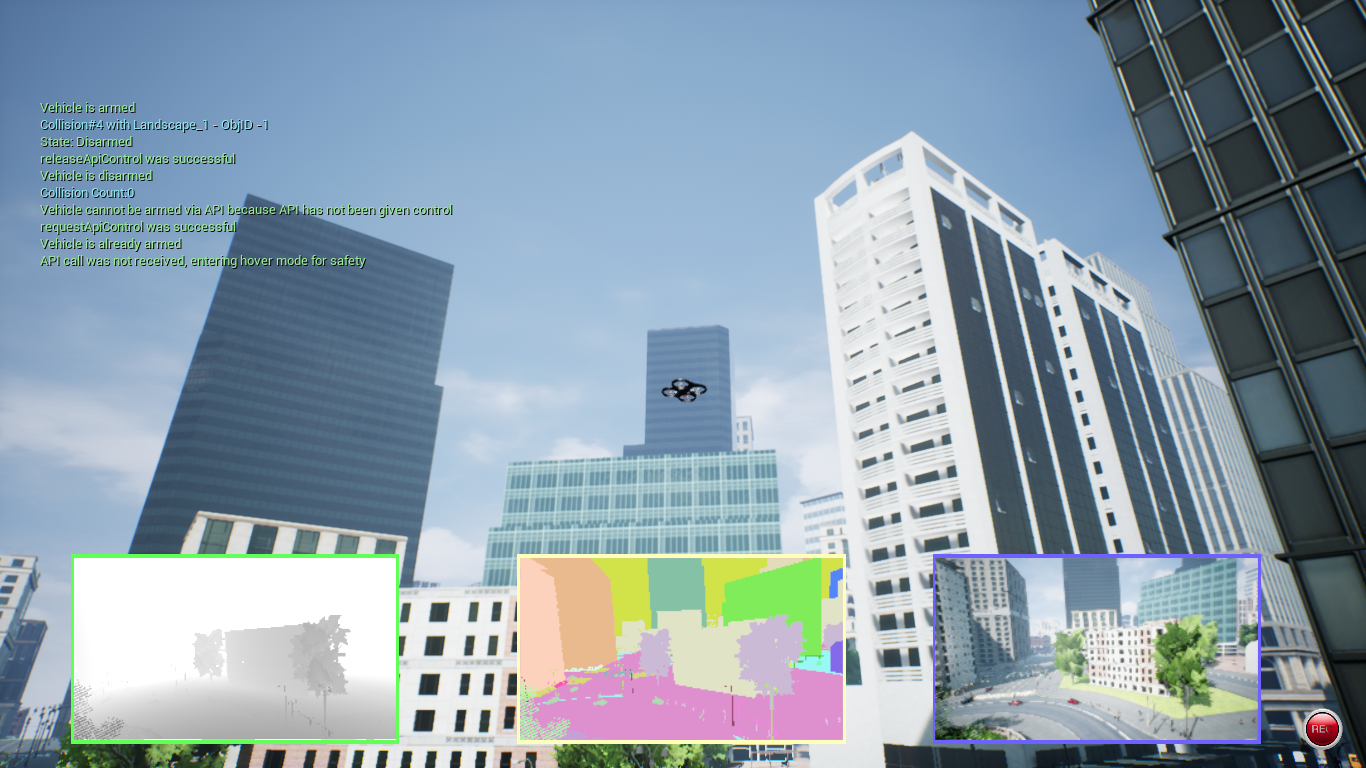 Vehicle is armed
Collision#4 with Landscape_1 - ObjID -1
State: Disarmed
releaseApiControl was successful
Vehicle is disarmed
Collision Count:0
Vehicle cannot be armed via API because API has not been given control
requestApiControl was successful
Vehicle is already armed
API call was not received, entering hover mode for safety
REC